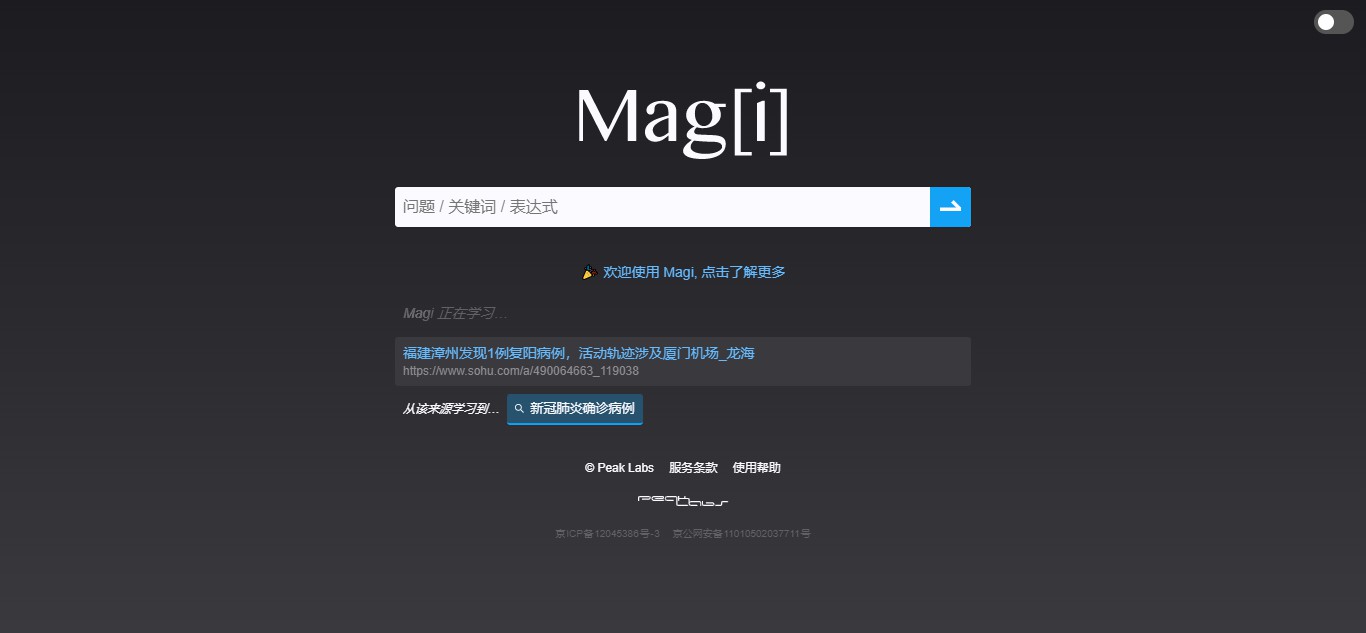 Mag[i]
问题 / 关键词 / 表达式
欢迎使用 Magi, 点击了解更多
Magi 正在学习...
福建漳州发现1例复阳病例，活动轨迹涉及厦门机场_龙海
https://www.sohu.com/a/490064663_119038
从该来源学习到... 新冠肺炎确诊病例
© Peak Labs 服务条款 使用帮助
peak labs
京ICP备12045386号-3 京公网安备11010502037711号